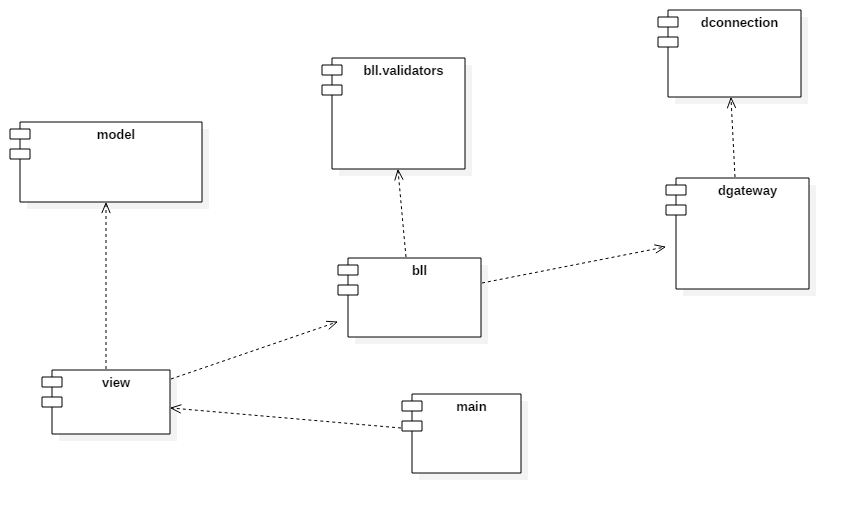 dconnection
bll.validators
model
dgateway
bll
view
main